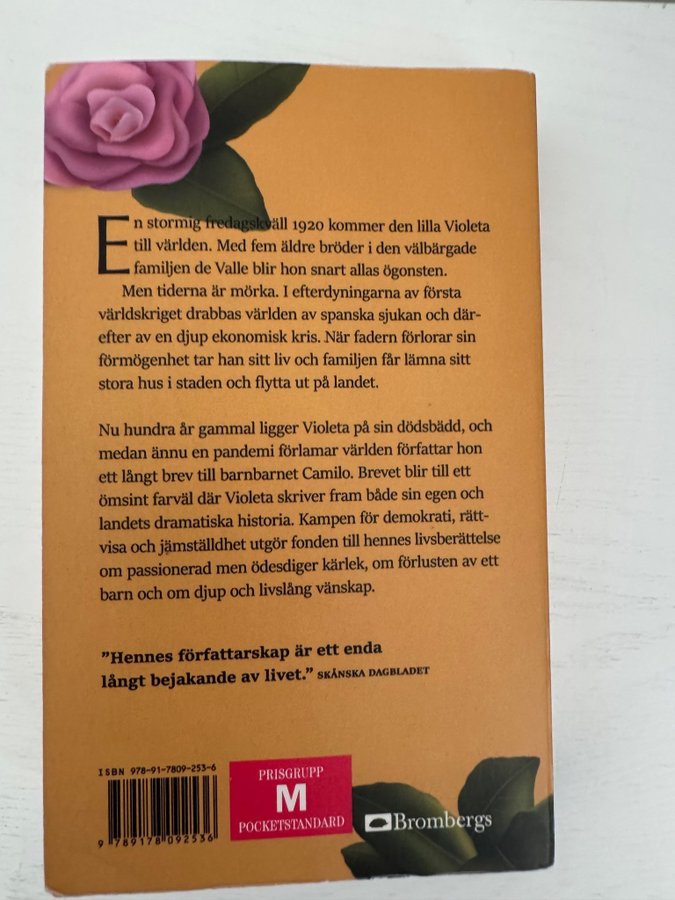 En stormig fredagskväll 1920 kommer den lilla Violeta
till världen. Med fem äldre bröder i den välbärgade
familjen de Valle blir hon snart allas ögonsten.
Men tiderna är mörka. I efterdyningarna av första
världskriget drabbas världen av spanska sjukan och där-
efter av en djup ekonomisk kris. När fadern förlorar sin
förmögenhet tar han sitt liv och familjen får lämna sitt
stora hus i staden och flytta ut på landet.
Nu hundra år gammal ligger Violeta på sin dödsbädd, och
medan ännu en pandemi förlamar världen författar hon
ett långt brev till barnbarnet Camilo. Brevet blir till ett
ömsint farväl där Violeta skriver fram både sin egen och
landets dramatiska historia. Kampen för demokrati, rätt-
visa och jämställdhet utgör fonden till hennes livsberättelse
om passionerad men ödesdiger kärlek, om förlusten av ett
barn och om djup och livslång vänskap.
”Hennes författarskap är ett enda
långt bejakande av livet.” SKÅNSKA DAGBLADET
ISBN 978-91-7809-253-6
9 789178 092536
PRISGRUPP
M
POCKETSTANDARD
Brombergs